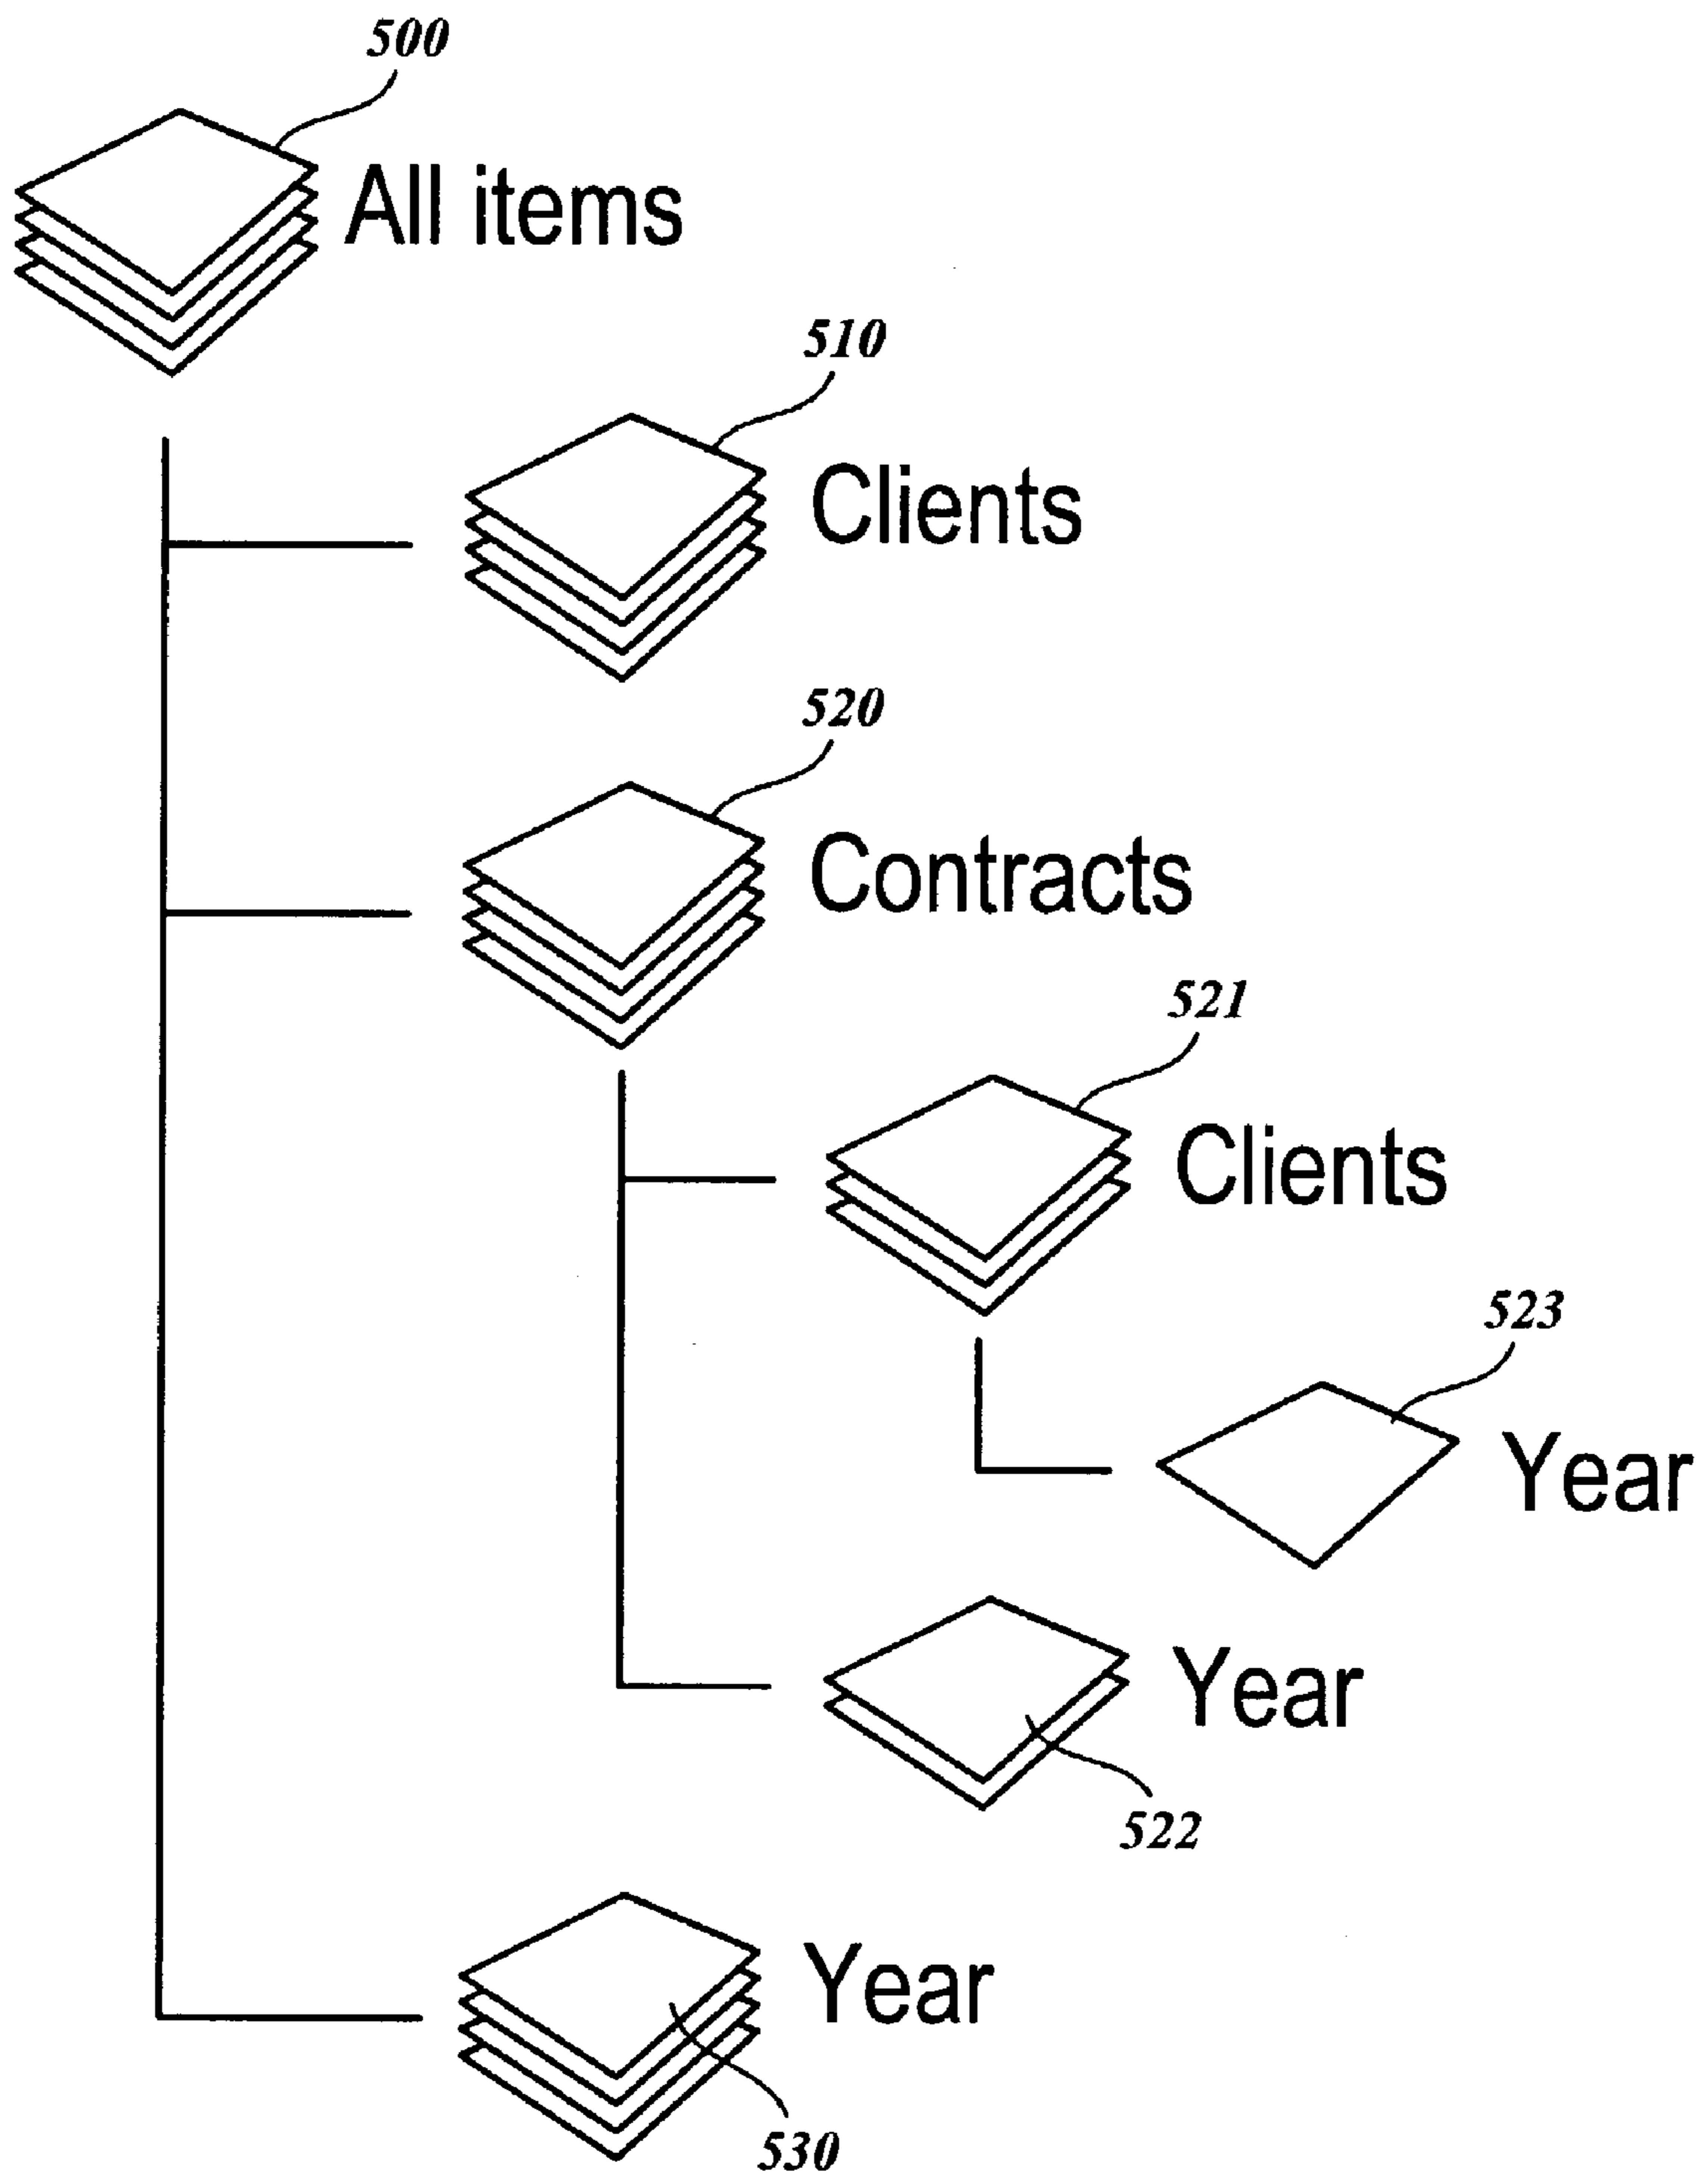 500
All items
510
Clients
520
Contracts
521
Clients
523
Year
Year
522
Year
530